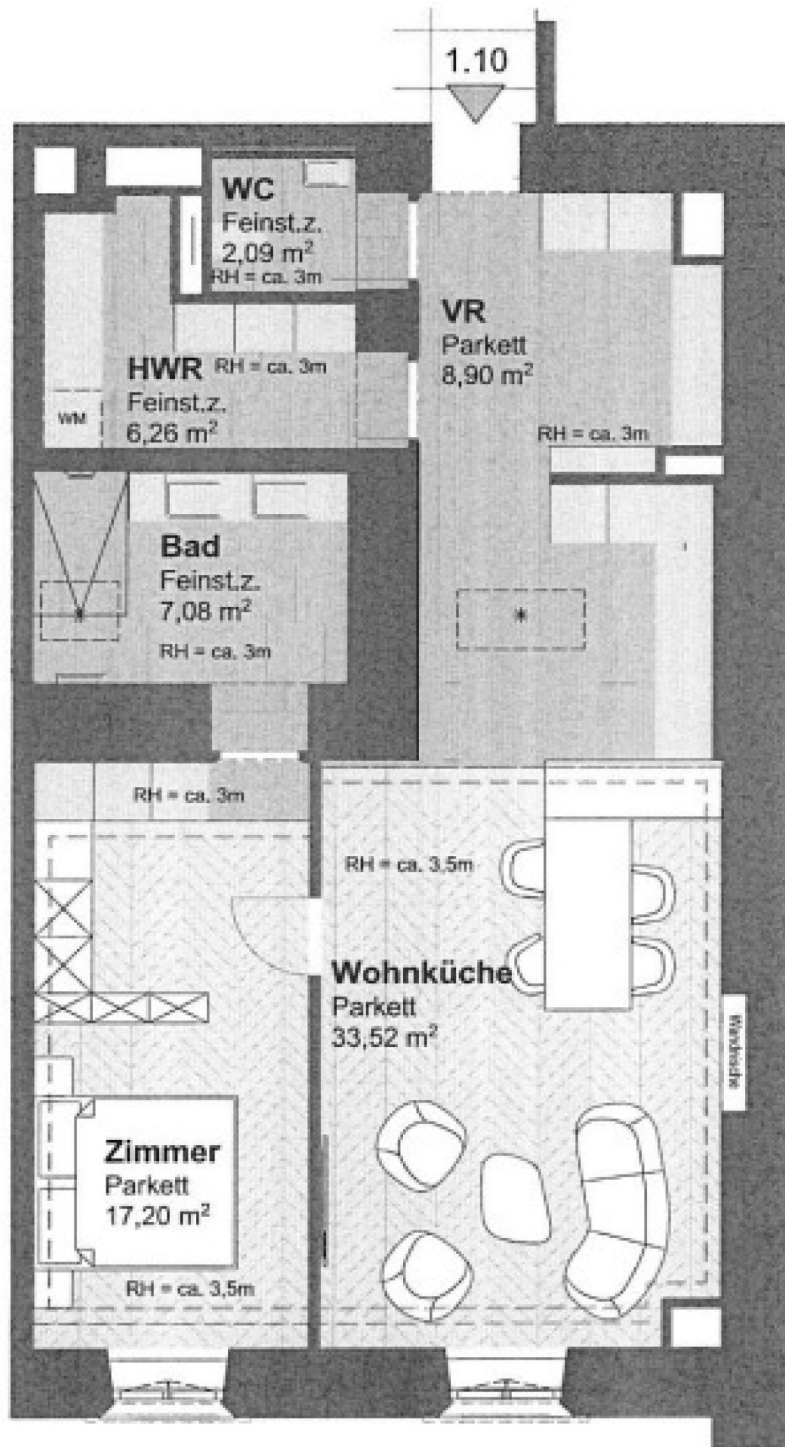 1.10
WC
Feinst.z.
2,09 m²
RH = ca. 3m
VR
Parkett
8,90 m²
RH = ca. 3m
HWR
RH = ca. 3m
Feinst.z.
6,26 m²
WM
Bad
Feinst.z.
7,08 m²
RH = ca. 3m
RH = ca. 3m
RH = ca. 3,5m
Wohnküche
Parkett
33,52 m²
Wandnische
Zimmer
Parkett
17,20 m²
RH = ca. 3,5m